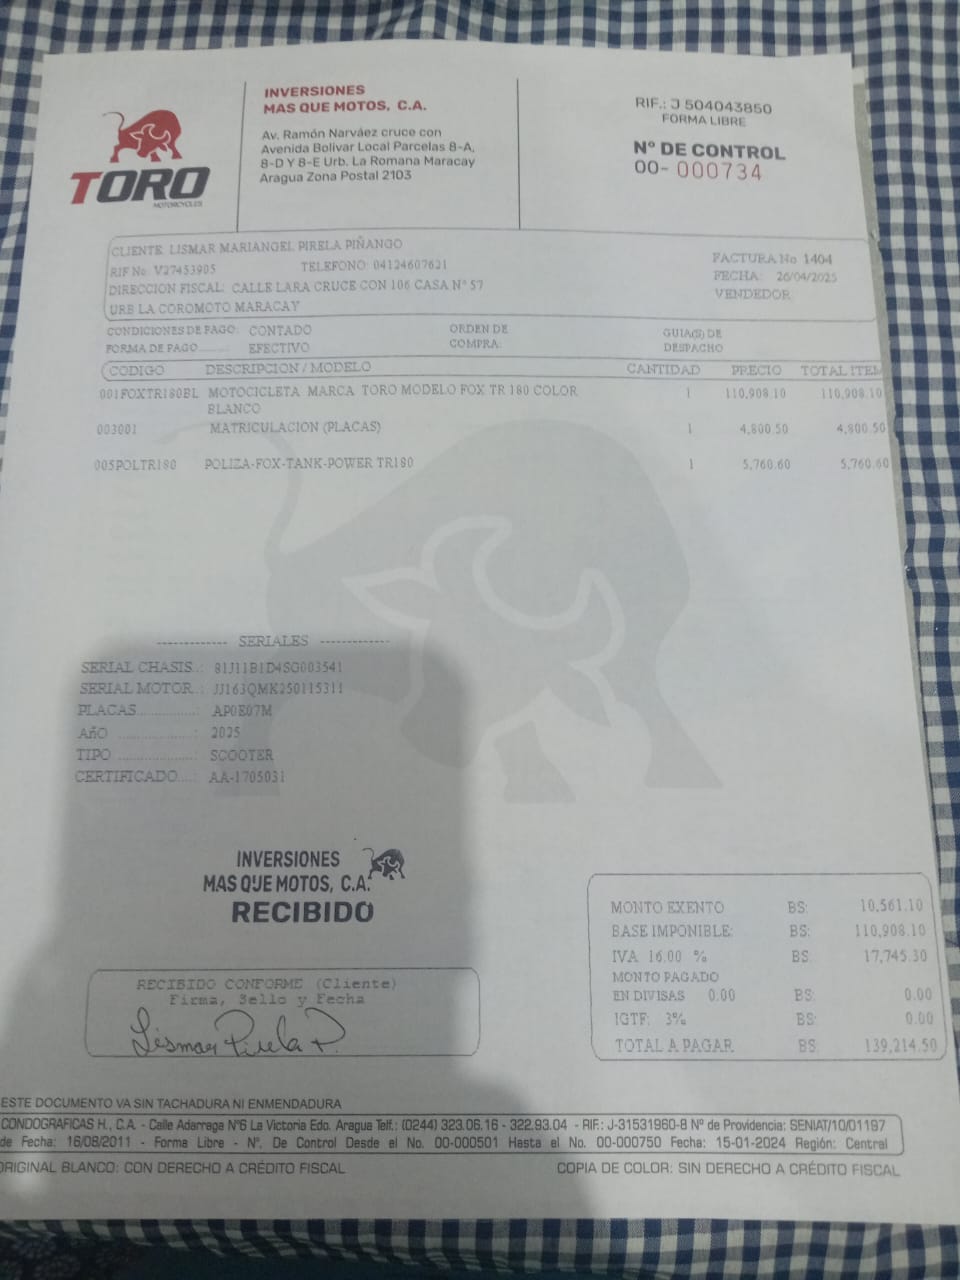 TORO
MOTORCYCLES
INVERSIONES
MAS QUE MOTOS, C.A.
Av. Ramón Narváez cruce con
Avenida Bolivar Local Parcelas 8-A,
8-D Y 8-E Urb. La Romana Maracay
Aragua Zona Postal 2103
RIF.: J 504043850
FORMA LIBRE
Nº DE CONTROL
00- 000734
CLIENTE: LISMAR MARIANGEL PIRELA PIÑANGO
RIF No: V27453905 TELEFONO: 04124607621
DIRECCION FISCAL: CALLE LARA CRUCE CON 106 CASA Nº 57
URB LA COROMOTO MARACAY
FACTURA No 1404
FECHA: 26/04/2025
VENDEDOR
CONDICIONES DE PAGO: CONTADO
FORMA DE PAGO........ EFECTIVO
ORDEN DE
COMPRA:
GUIA(S) DE
DESPACHO
CODIGO DESCRIPCION / MODELO CANTIDAD PRECIO TOTAL ITEM
001FOXTR180BL MOTOCICLETA MARCA TORO MODELO FOX TR 180 COLOR 1 110,908.10 110,908.10
BLANCO
003001 MATRICULACION (PLACAS) 1 4,800.50 4,800.50
005POLTR180 POLIZA-FOX-TANK-POWER TR180 1 5,760.60 5,760.60
------------ SERIALES ------------
SERIAL CHASIS..: 81J11B1D4SG003541
SERIAL MOTOR..: JJ163QMK250115311
PLACAS..............: AP0E07M
AñO ................: 2025
TIPO ...............: SCOOTER
CERTIFICADO....: AA-1705031
INVERSIONES
MAS QUE MOTOS, C.A.
RECIBIDO
RECIBIDO CONFORME (Cliente)
Firma, Sello y Fecha
Lismar Pirela P.
MONTO EXENTO BS: 10,561.10
BASE IMPONIBLE: BS: 110,908.10
IVA 16.00 % BS 17,745.30
MONTO PAGADO
EN DIVISAS 0.00 BS: 0.00
IGTF: 3% BS: 0.00
TOTAL A PAGAR BS 139,214.50
ESTE DOCUMENTO VA SIN TACHADURA NI ENMENDADURA
CONDOGRAFICAS H., C.A. - Calle Adarraga Nº6 La Victoria Edo. Aragua Telf.: (0244) 323.06.16 - 322.93.04 - RIF.: J-31531960-8 Nº de Providencia: SENIAT/10/01197
de Fecha: 16/08/2011 - Forma Libre - Nº. De Control Desde el No. 00-000501 Hasta el No. 00-000750 Fecha: 15-01-2024 Región: Central
ORIGINAL BLANCO: CON DERECHO A CRÉDITO FISCAL COPIA DE COLOR: SIN DERECHO A CRÉDITO FISCAL